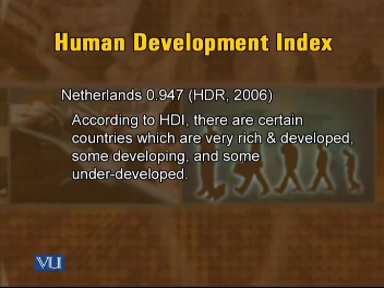 Human Development Index
Netherlands 0.947 (HDR, 2006)
According to HDI, there are certain
countries which are very rich & developed,
some developing, and some
under-developed.
VU